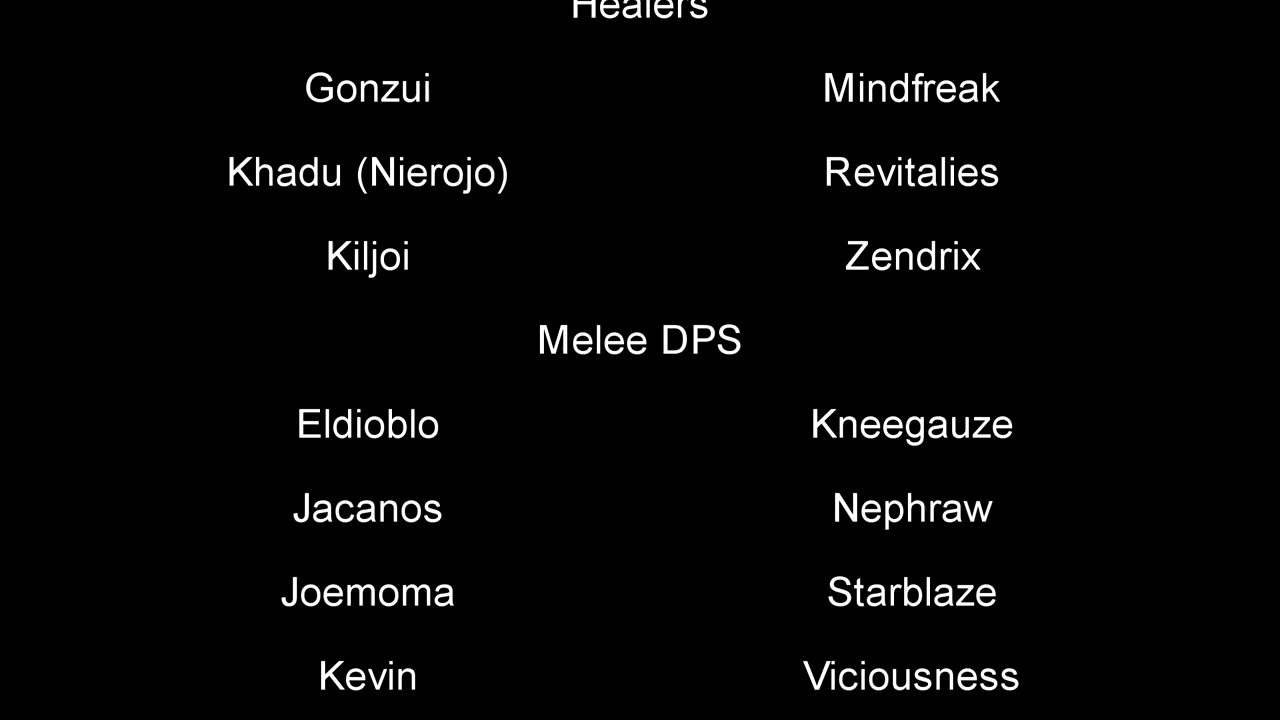 Healers
Gonzui Mindfreak
Khadu (Nierojo) Revitalies
Kiljoi Zendrix
Melee DPS
Eldioblo Kneegauze
Jacanos Nephraw
Joemoma Starblaze
Kevin Viciousness